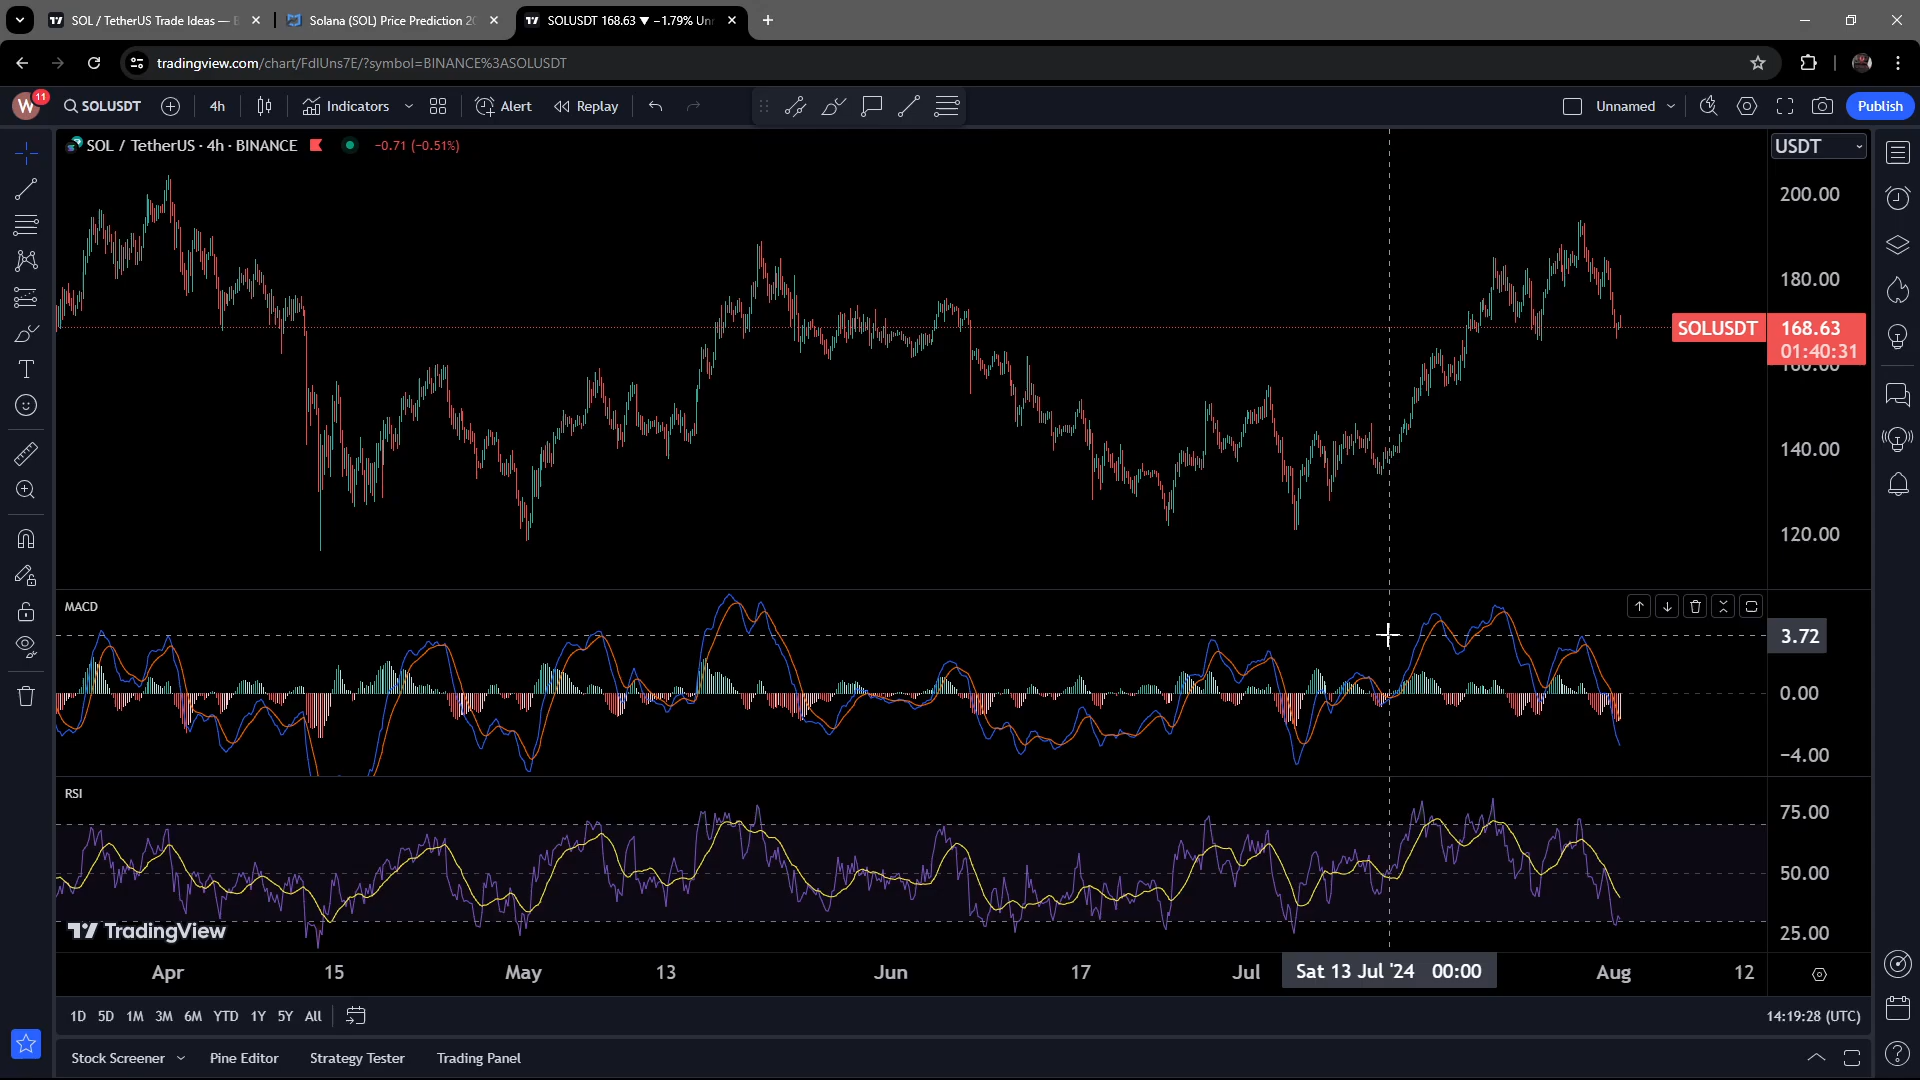 SOL / TetherUS Trade Ideas — B
Solana (SOL) Price Prediction 20
SOLUSDT 168.63 ▼ −1.79% Unn
tradingview.com/chart/FdlUns7E/?symbol=BINANCE%3ASOLUSDT
W 11 SOLUSDT 4h Indicators Alert Replay Unnamed Publish
SOL / TetherUS · 4h · BINANCE −0.71 (−0.51%)
USDT
200.00
180.00
SOLUSDT 168.63
01:40:31
160.00
140.00
120.00
MACD
3.72
0.00
−4.00
RSI
75.00
50.00
25.00
TradingView
Apr 15 May 13 Jun 17 Jul Sat 13 Jul '24 00:00 Aug 12
1D 5D 1M 3M 6M YTD 1Y 5Y All 14:19:28 (UTC)
Stock Screener Pine Editor Strategy Tester Trading Panel